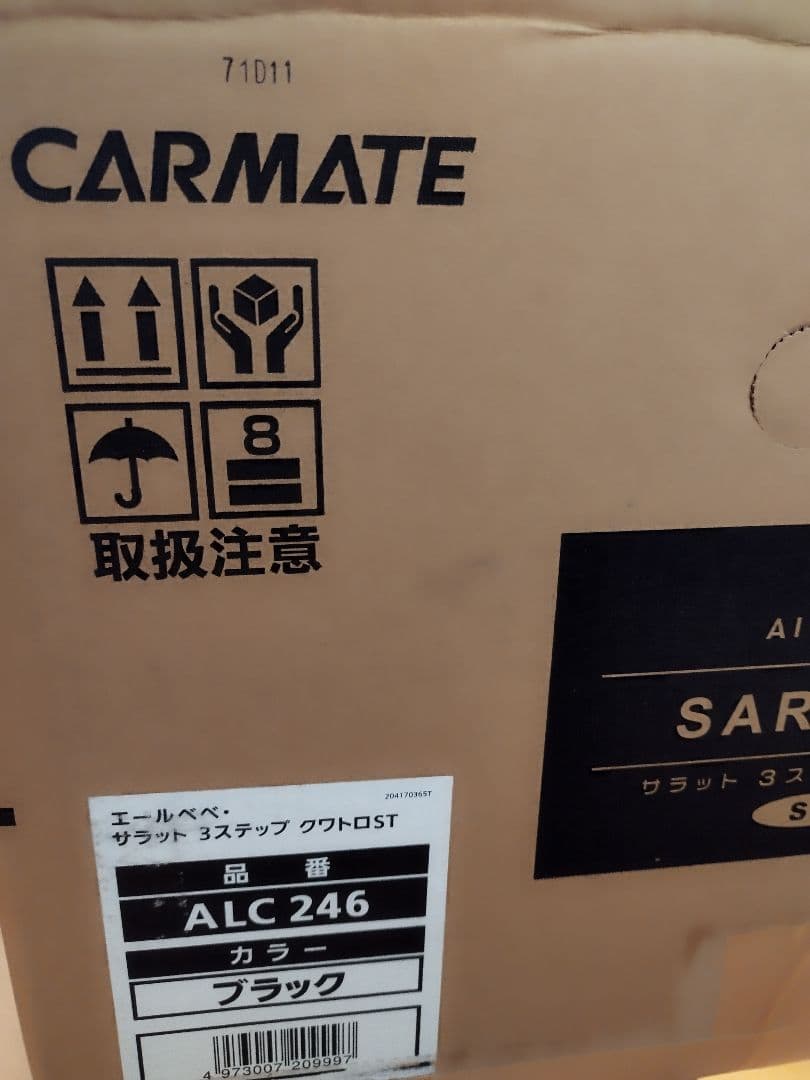 71D11
CARMATE
8
取扱注意
AI
SAR
サラット 3ス
S
20417036ST
エールベベ・
サラット 3ステップ クワトロST
品番
ALC 246
カラー
ブラック
4 973007 209997